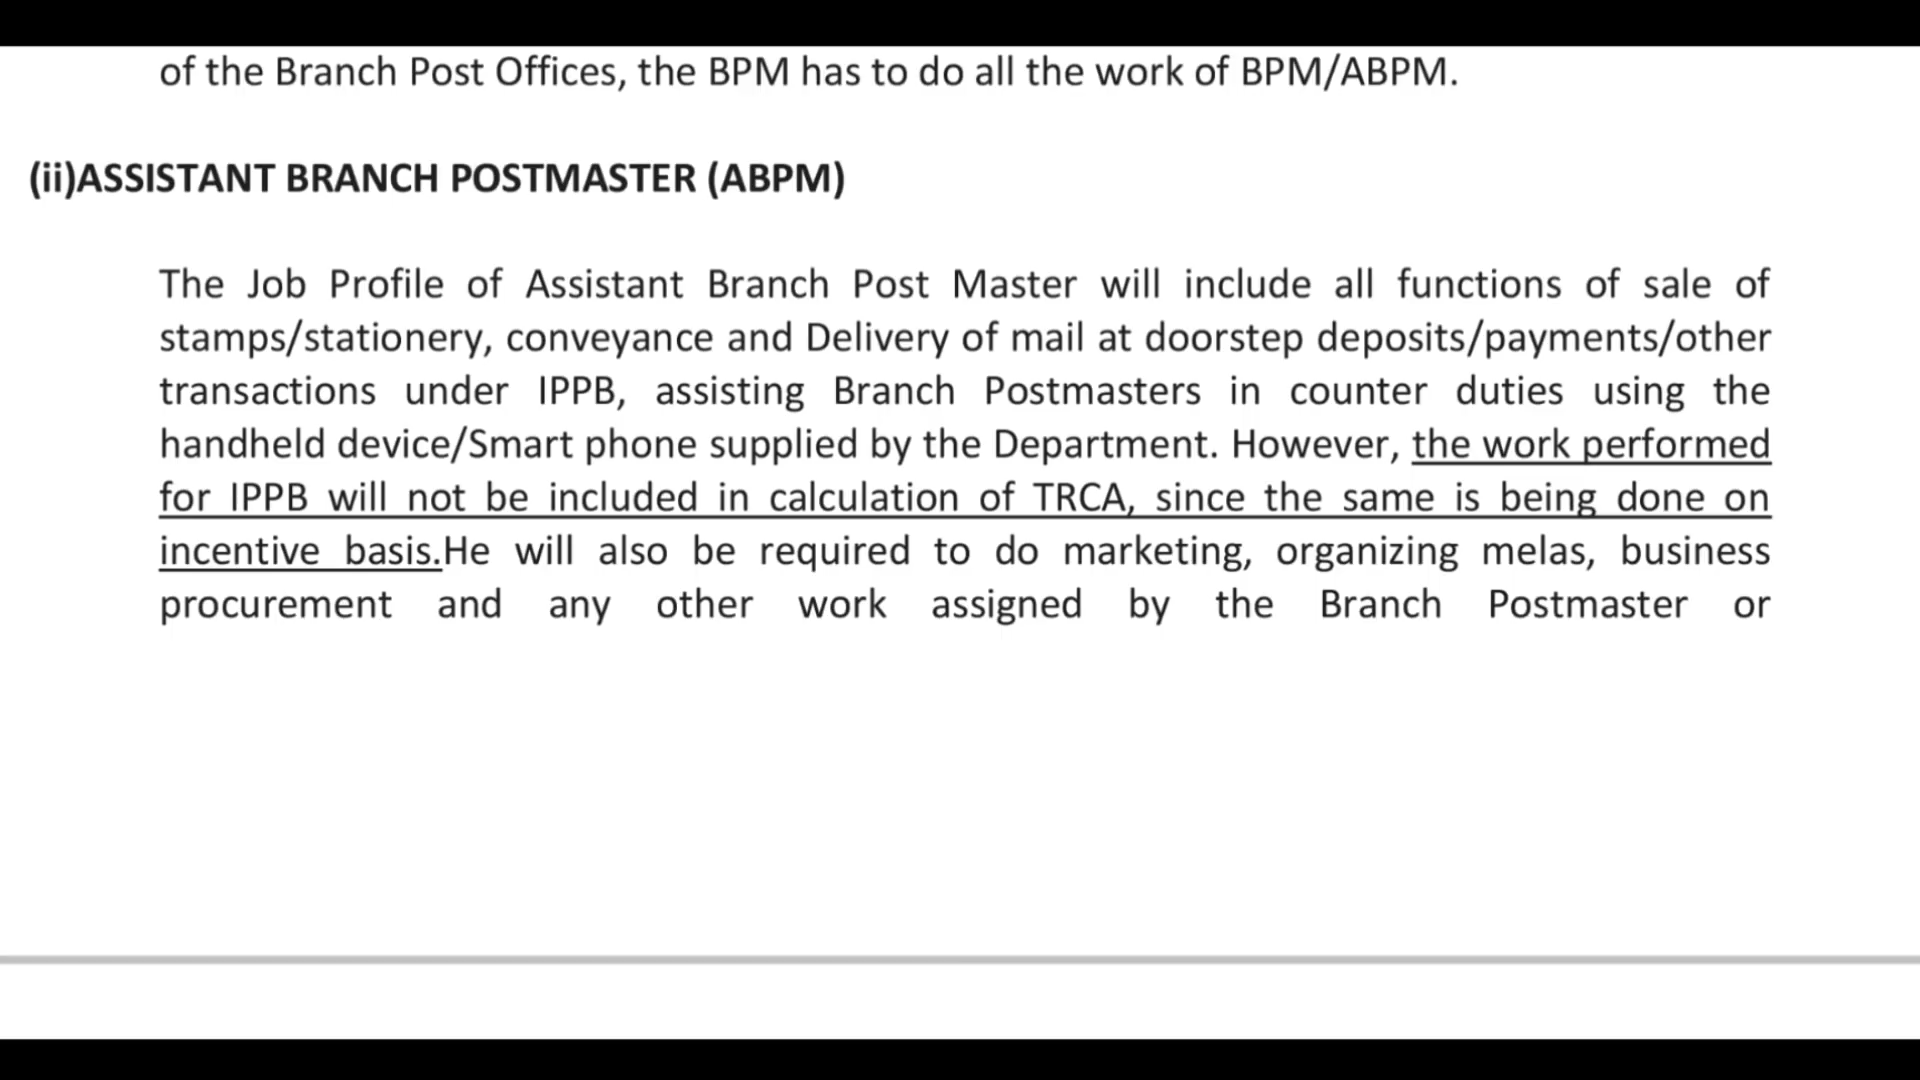 of the Branch Post Offices, the BPM has to do all the work of BPM/ABPM.
(ii)ASSISTANT BRANCH POSTMASTER (ABPM)
The Job Profile of Assistant Branch Post Master will include all functions of sale of
stamps/stationery, conveyance and Delivery of mail at doorstep deposits/payments/other
transactions under IPPB, assisting Branch Postmasters in counter duties using the
handheld device/Smart phone supplied by the Department. However, the work performed
for IPPB will not be included in calculation of TRCA, since the same is being done on
incentive basis.He will also be required to do marketing, organizing melas, business
procurement and any other work assigned by the Branch Postmaster or